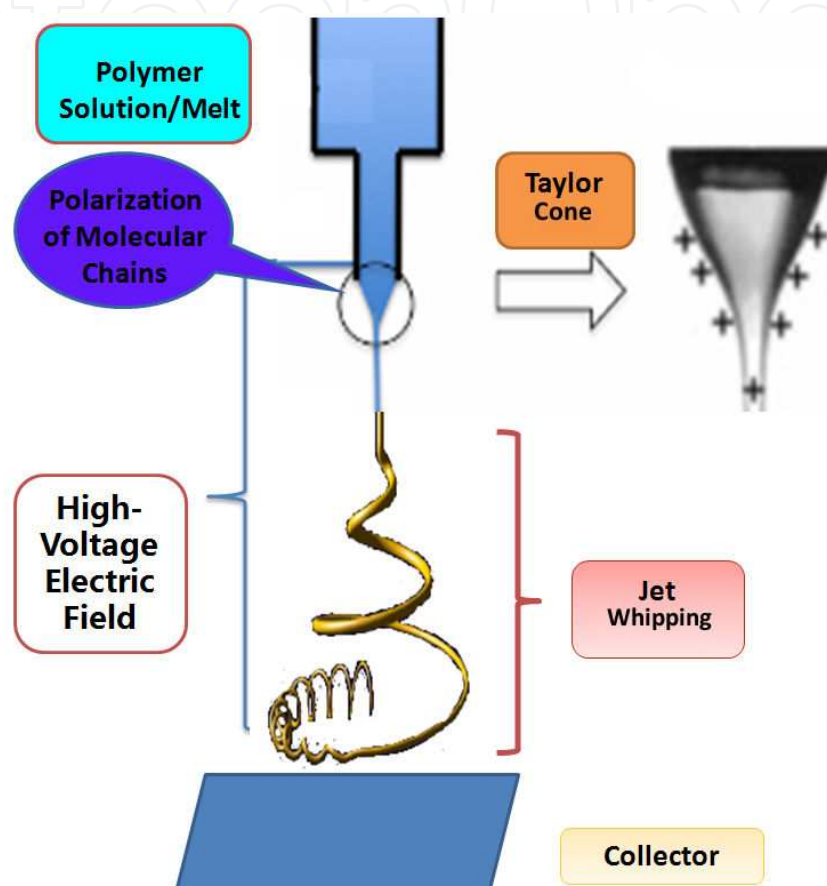 Polymer
Solution/Melt
Polarization
of Molecular
Chains
Taylor
Cone
+ +
+ +
+ +
+
High-
Voltage
Electric
Field
Jet
Whipping
Collector